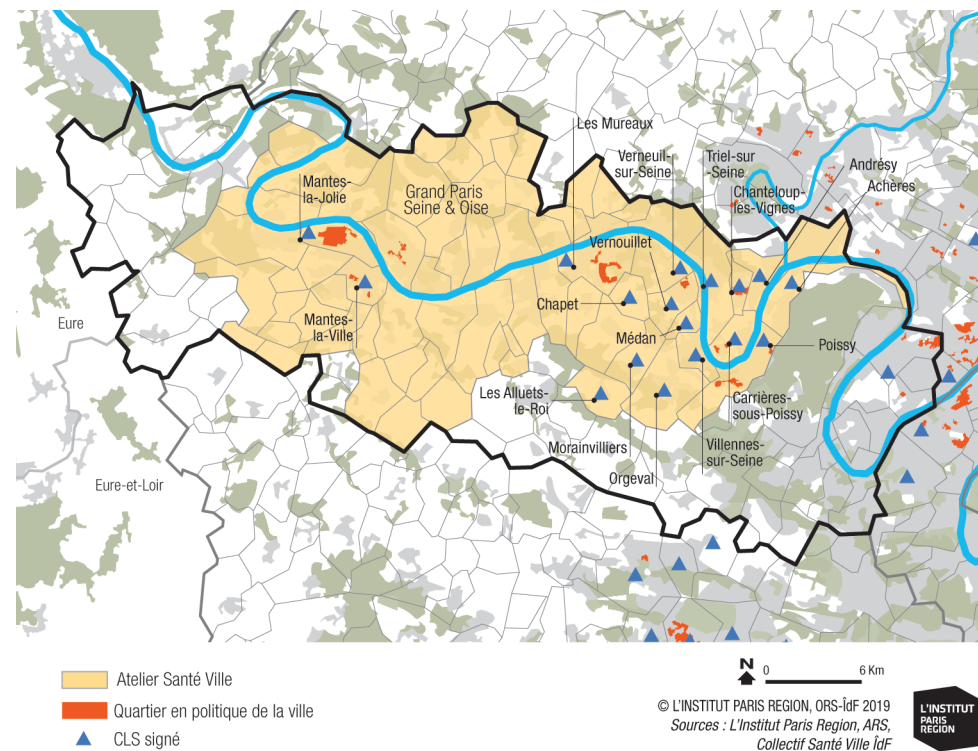 Les Mureaux
Verneuil-
sur-Seine
Triel-sur
-Seine
Andrésy
Achères
Chanteloup-
les-Vignes
Mantes-
la-Jolie
Grand Paris
Seine & Oise
Vernouillet
Chapet
Eure
Mantes-
la-Ville
Médan
Poissy
Les Alluets-
le-Roi
Carrières-
sous-Poissy
Morainvilliers
Villennes-
sur-Seine
Orgeval
Eure-et-Loir
Atelier Santé Ville
Quartier en politique de la ville
CLS signé
N 0 6 Km
© L'INSTITUT PARIS REGION, ORS-ÎdF 2019
Sources : L'Institut Paris Region, ARS,
Collectif Santé Ville ÎdF
L'INSTITUT
PARIS
REGION